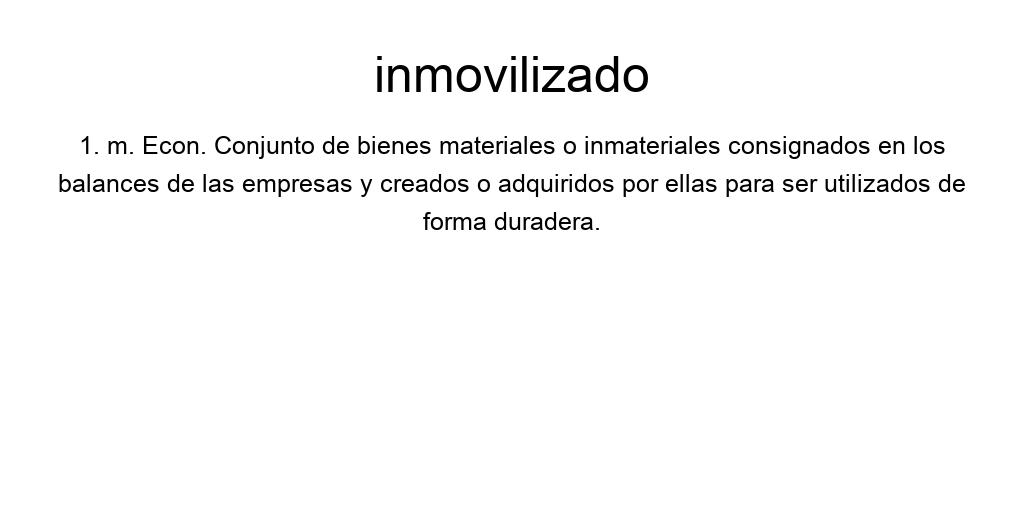 inmovilizado
1. m. Econ. Conjunto de bienes materiales o inmateriales consignados en los
balances de las empresas y creados o adquiridos por ellas para ser utilizados de
forma duradera.